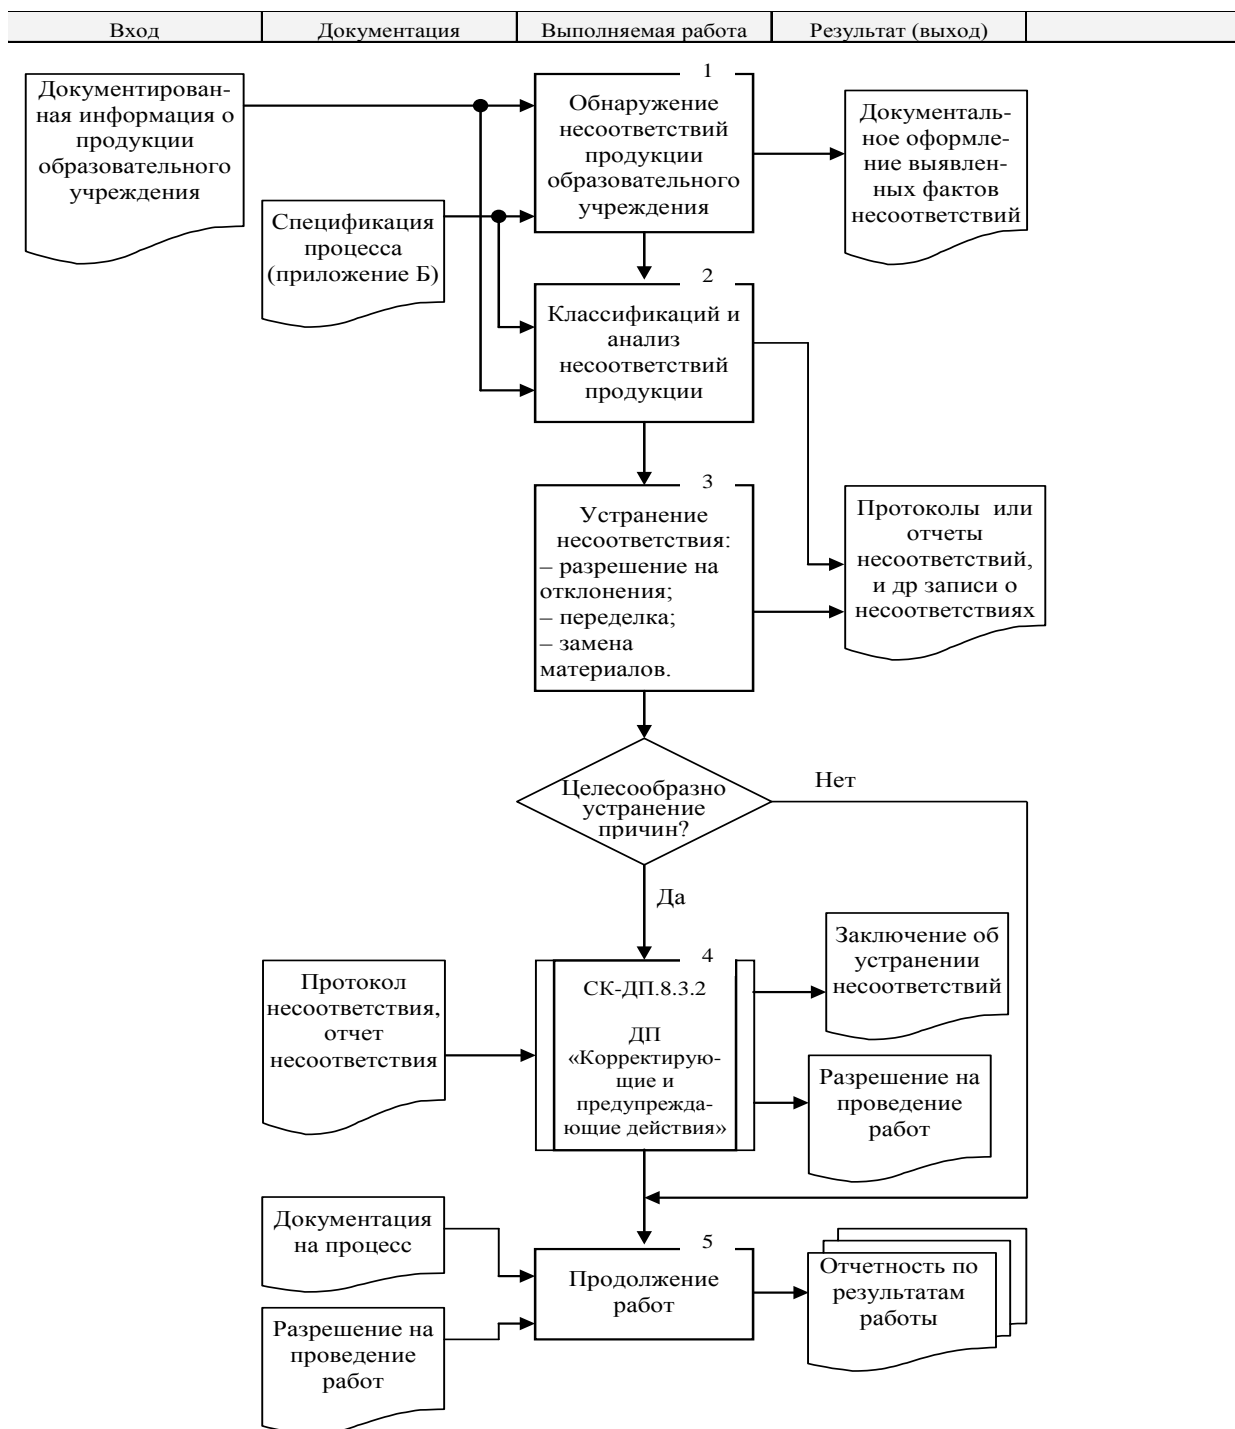 Вход
Документация
Выполняемая работа
Результат (выход)
Документирован-
ная информация о
продукции
образовательного
учреждения
Спецификация
процесса
(приложение Б)
1
Обнаружение
несоответствий
продукции
образовательного
учреждения
Документаль-
ное оформле-
ние выявлен-
ных фактов
несоответствий
2
Классификаций и
анализ
несоответствий
продукции
3
Устранение
несоответствия:
– разрешение на
отклонения;
– переделка;
– замена
материалов.
Протоколы или
отчеты
несоответствий,
и др записи о
несоответствиях
Целесообразно
устранение
причин?
Нет
Да
Протокол
несоответствия,
отчет
несоответствия
4
СК-ДП.8.3.2
ДП
«Корректирую-
щие и
предупрежда-
ющие действия»
Заключение об
устранении
несоответствий
Разрешение на
проведение
работ
Документация
на процесс
Разрешение на
проведение
работ
5
Продолжение
работ
Отчетность по
результатам
работы